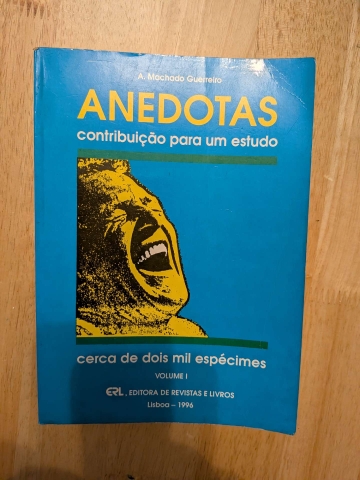 A. Machado Guerreiro
ANEDOTAS
contribuição para um estudo
cerca de dois mil espécimes
VOLUME I
ERL, EDITORA DE REVISTAS E LIVROS
Lisboa – 1996